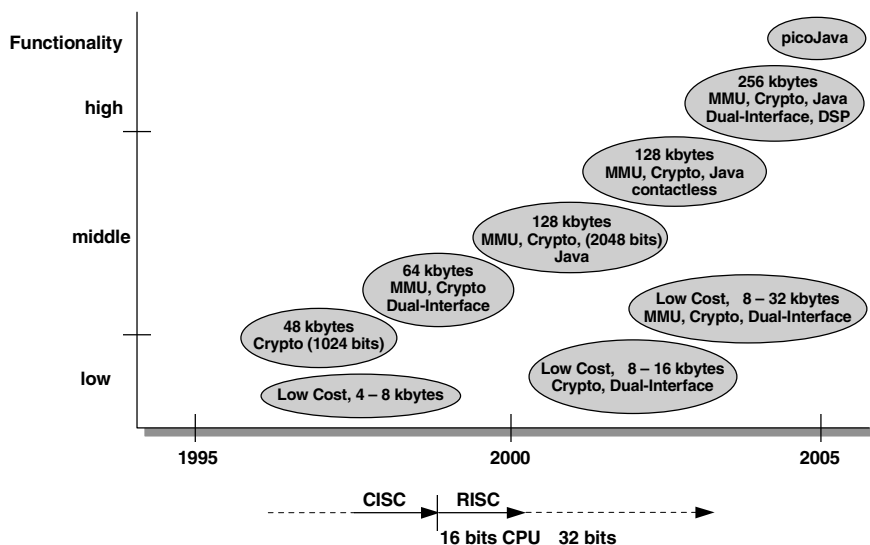 Functionality
picoJava
high
256 kbytes
MMU, Crypto, Java
Dual-Interface, DSP
128 kbytes
MMU, Crypto, Java
contactless
middle
128 kbytes
MMU, Crypto, (2048 bits)
Java
64 kbytes
MMU, Crypto
Dual-Interface
Low Cost, 8 – 32 kbytes
MMU, Crypto, Dual-Interface
48 kbytes
Crypto (1024 bits)
low
Low Cost, 8 – 16 kbytes
Crypto, Dual-Interface
Low Cost, 4 – 8 kbytes
1995 2000 2005
CISC RISC
16 bits CPU 32 bits